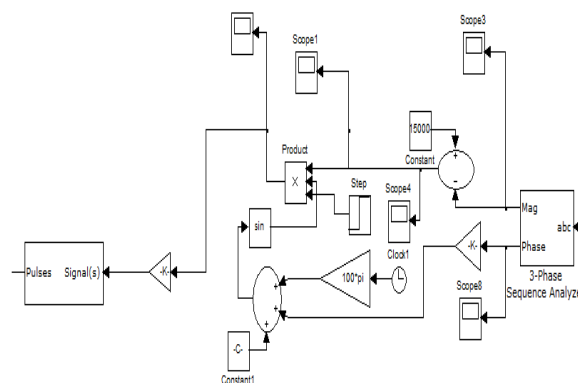 Scope3
Scope1
15000
Product
Constant
+
-
X
Step
Scope4
Mag
abc
Phase
3-Phase
Sequence Analyzer
sin
Clock1
-K-
100*pi
Pulses Signal(s)
-K-
+
+
+
Scope8
-C-
Constant1